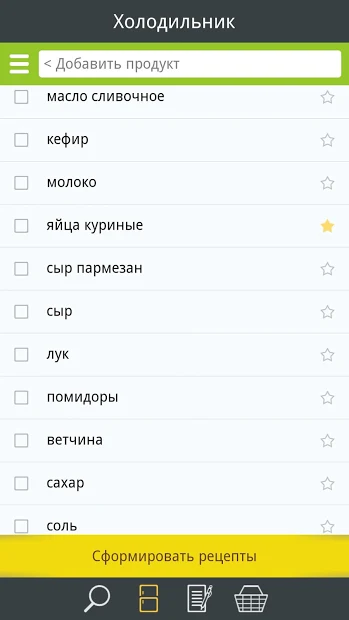 Холодильник
< Добавить продукт
масло сливочное
кефир
молоко
яйца куриные
сыр пармезан
сыр
лук
помидоры
ветчина
сахар
соль
Сформировать рецепты